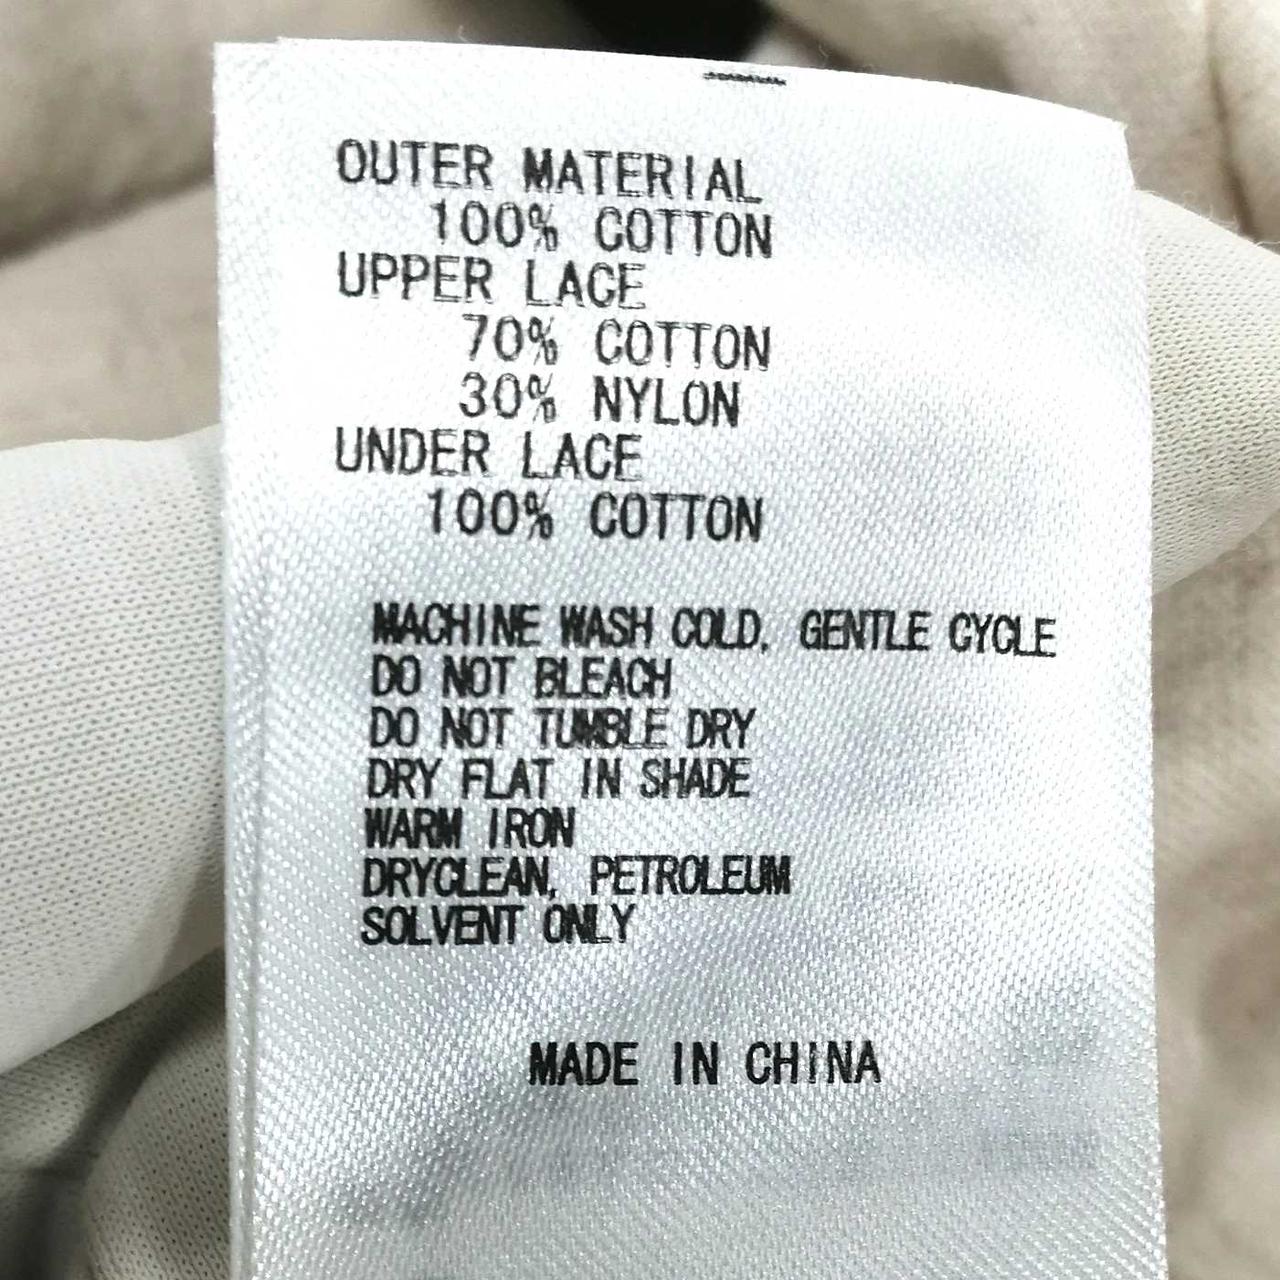 OUTER MATERIAL
100% COTTON
UPPER LACE
70% COTTON
30% NYLON
UNDER LACE
100% COTTON
MACHINE WASH COLD, GENTLE CYCLE
DO NOT BLEACH
DO NOT TUMBLE DRY
DRY FLAT IN SHADE
WARM IRON
DRYCLEAN, PETROLEUM
SOLVENT ONLY
MADE IN CHINA